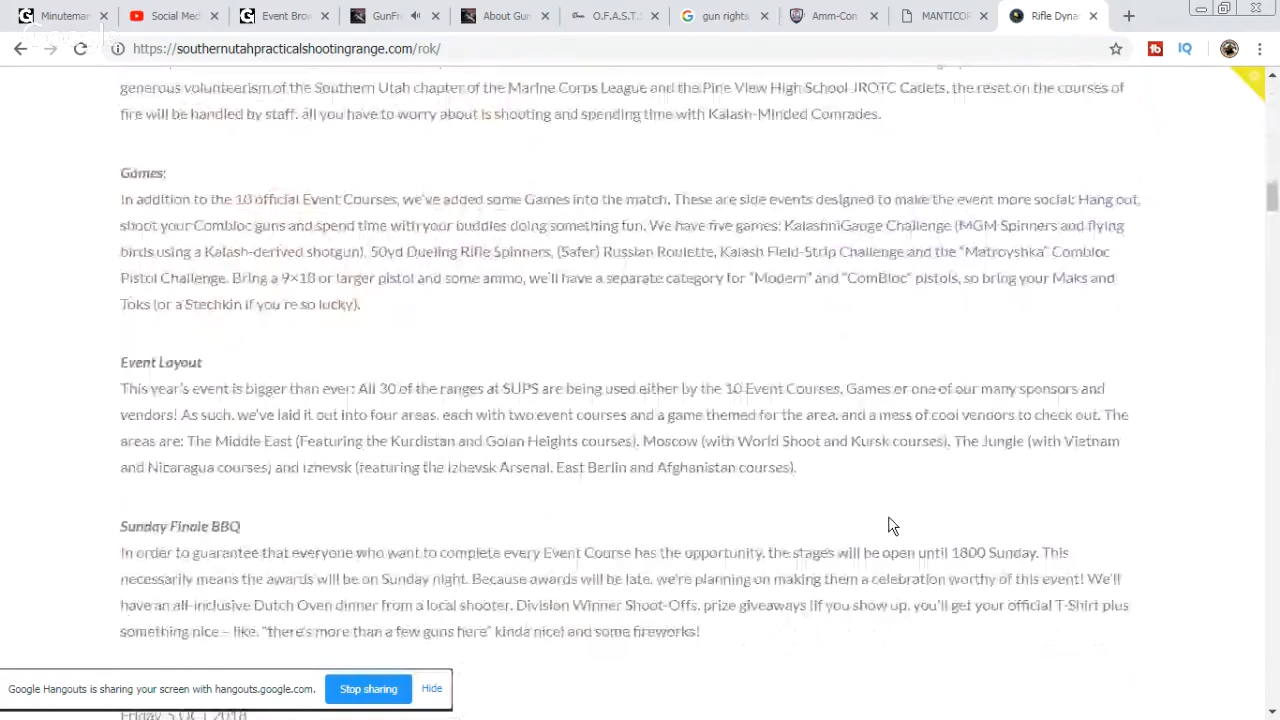 Minuteman
Social Med
Event Brow
GunFr
About Gun
O.F.A.S.T.
gun rights
Amm-Con
MANTICOR
Rifle Dyna
https://southernutahpracticalshootingrange.com/rok/
Google
generous volunteerism of the Southern Utah chapter of the Marine Corps League and the Pine View High School JROTC Cadets, the reset on the courses of
fire will be handled by staff, all you have to worry about is shooting and spending time with Kalash-Minded Comrades.
Games:
In addition to the 10 official Event Courses, we've added some Games into the match. These are side events designed to make the event more social: Hang out,
shoot your Combloc guns and spend time with your buddies doing something fun. We have five games: KalashniGauge Challenge (MGM Spinners and flying
birds using a Kalash-derived shotgun), 50yd Dueling Rifle Spinners, (Safer) Russian Roulette, Kalash Field-Strip Challenge and the "Matroyshka" Combloc
Pistol Challenge. Bring a 9×18 or larger pistol and some ammo, we'll have a separate category for "Modern" and "ComBloc" pistols, so bring your Maks and
Toks (or a Stechkin if you're so lucky).
Event Layout
This year's event is bigger than ever: All 30 of the ranges at SUPS are being used either by the 10 Event Courses, Games or one of our many sponsors and
vendors! As such, we've laid it out into four areas, each with two event courses and a game themed for the area, and a mess of cool vendors to check out. The
areas are: The Middle East (Featuring the Kurdistan and Golan Heights courses), Moscow (with World Shoot and Kursk courses), The Jungle (with Vietnam
and Nicaragua courses) and Izhevsk (featuring the Izhevsk Arsenal, East Berlin and Afghanistan courses).
Sunday Finale BBQ
In order to guarantee that everyone who want to complete every Event Course has the opportunity, the stages will be open until 1800 Sunday. This
necessarily means the awards will be on Sunday night. Because awards will be late, we're planning on making them a celebration worthy of this event! We'll
have an all-inclusive Dutch Oven dinner from a local shooter, Division Winner Shoot-Offs, prize giveaways (if you show up, you'll get your official T-Shirt plus
something nice – like, "there's more than a few guns here" kinda nice) and some fireworks!
Google Hangouts is sharing your screen with hangouts.google.com.
Stop sharing
Hide
Friday, 5 OCT 2018